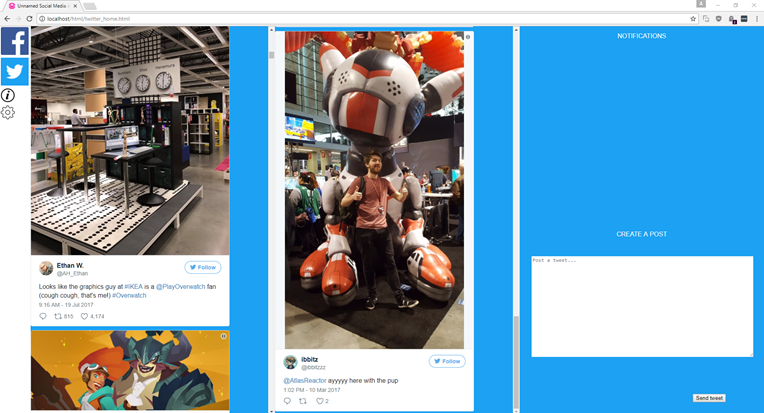 Unnamed Social Media
localhost/html/twitter_home.html
Ethan W.
@AH_Ethan
Follow
Looks like the graphics guy at #IKEA is a @PlayOverwatch fan
(cough cough, that's me!) #Overwatch
9:16 AM - 19 Jul 2017
815
4,174
ibbitz
@ibbitzzz
Follow
@AtlasReactor ayyyyy here with the pup
1:02 PM - 10 Mar 2017
2
NOTIFICATIONS
CREATE A POST
Post a tweet...
Send tweet